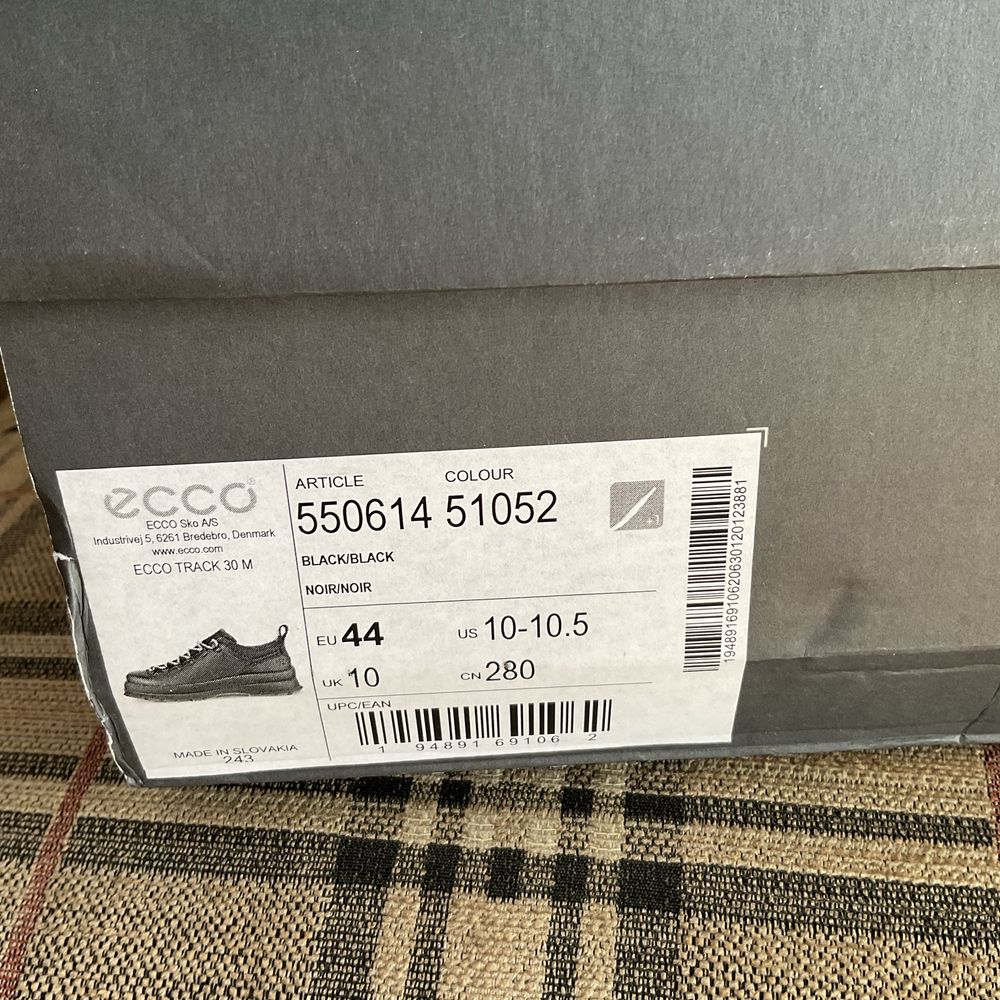 ecco®
ECCO Sko A/S
Industrivej 5, 6261 Bredebro, Denmark
www.ecco.com
ECCO TRACK 30 M
MADE IN SLOVAKIA
243
ARTICLE COLOUR
550614 51052
+1
BLACK/BLACK
NOIR/NOIR
EU 44 US 10-10.5
UK 10 CN 280
UPC/EAN
1 94891 69106 2
1948916910620630120123881